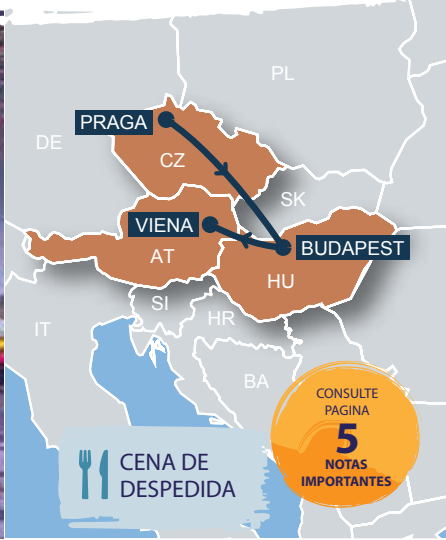 PL
PRAGA
DE
CZ
SK
VIENA
BUDAPEST
AT
HU
SI
HR
IT
BA
CONSULTE
PAGINA
5
NOTAS
IMPORTANTES
CENA DE
DESPEDIDA